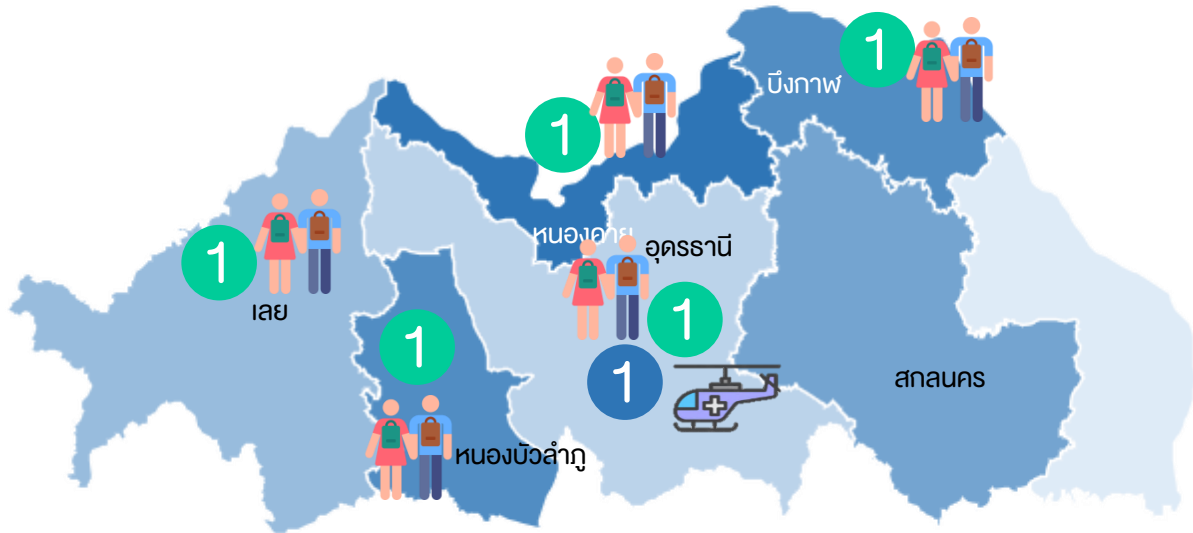 1
บึงกาฬ
1
หนองคาย
อุดรธานี
1
เลย
1
1
1
สกลนคร
หนองบัวลำภู